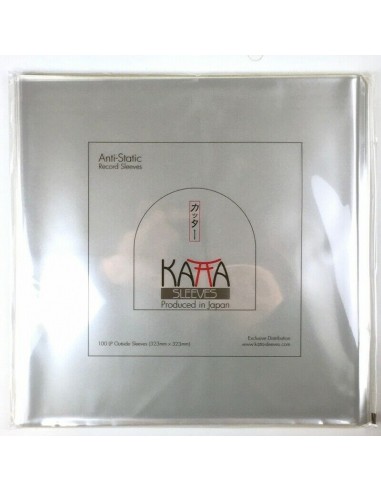 Anti-Static
Record Sleeves
カッター
KATTA
SLEEVES
Produced in Japan
Exclusive Distribution
100 LP Outside Sleeves (323mm x 325mm)
www.kattasleeves.com